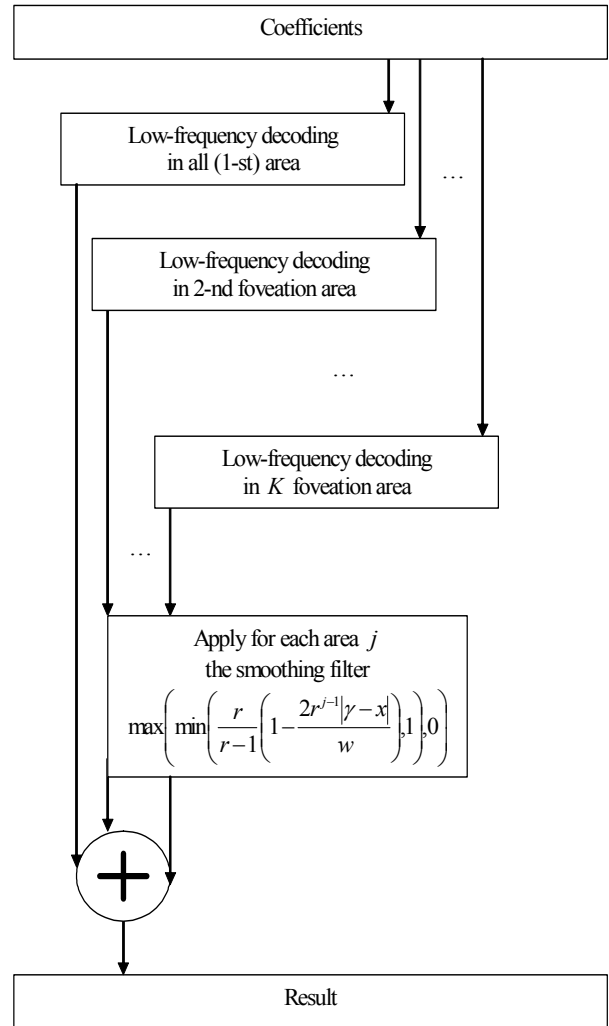 Coefficients
Low-frequency decoding
in all (1-st) area
...
Low-frequency decoding
in 2-nd foveation area
...
Low-frequency decoding
in K foveation area
...
Apply for each area j
the smoothing filter
max(min(r/(r−1)(1−2r^{j−1}|γ−x|/w),1),0)
+
Result